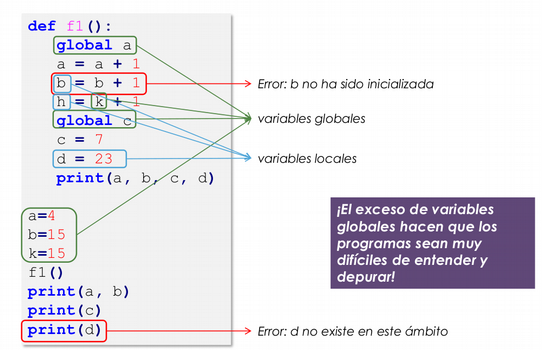 def f1():
global a
a = a + 1
b = b + 1
Error: b no ha sido inicializada
h = k + 1
global c
variables globales
c = 7
d = 23
variables locales
print(a, b, c, d)
a=4
b=15
k=15
f1()
print(a, b)
print(c)
print(d)
Error: d no existe en este ámbito
¡El exceso de variables
globales hacen que los
programas sean muy
difíciles de entender y
depurar!